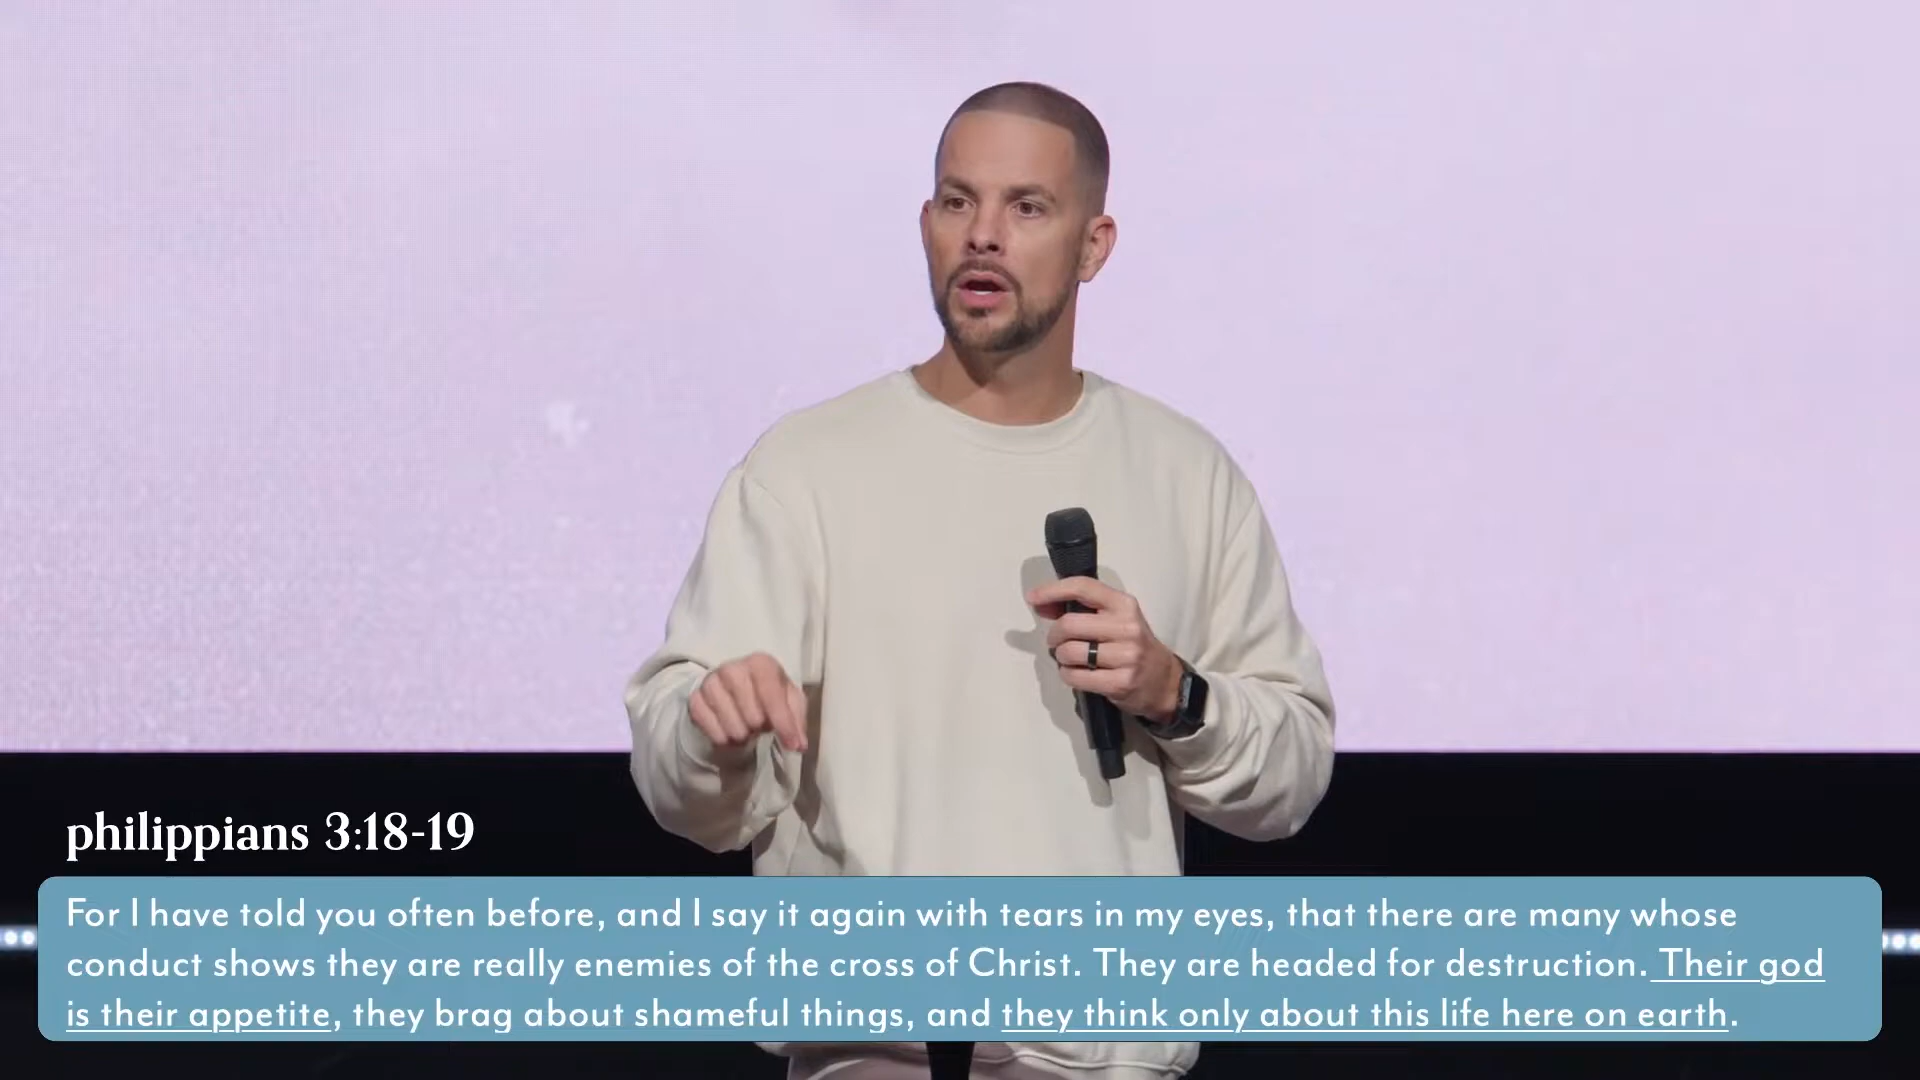 philippians 3:18-19
For I have told you often before, and I say it again with tears in my eyes, that there are many whose
conduct shows they are really enemies of the cross of Christ. They are headed for destruction. Their god
is their appetite, they brag about shameful things, and they think only about this life here on earth.